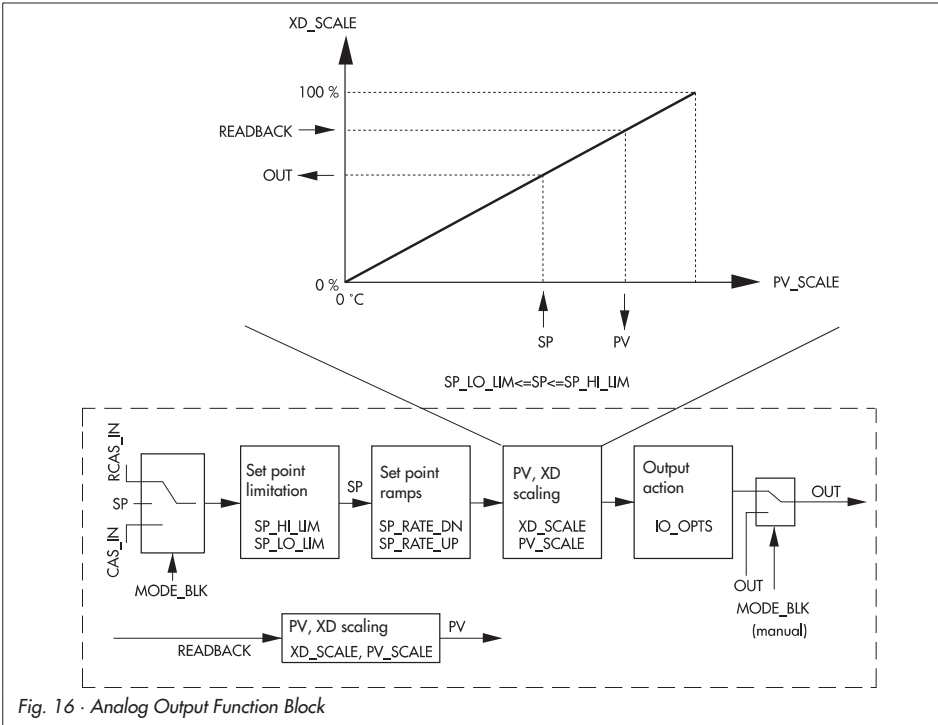 XD_SCALE
100 %
READBACK
OUT
0 %
0 °C
PV_SCALE
SP
PV
SP_LO_LIM<=SP<=SP_HI_LIM
RCAS_IN
SP
CAS_IN
MODE_BLK
Set point
limitation
SP_HI_LIM
SP_LO_LIM
SP
Set point
ramps
SP_RATE_DN
SP_RATE_UP
PV, XD
scaling
XD_SCALE
PV_SCALE
Output
action
IO_OPTS
OUT
OUT
MODE_BLK
(manual)
READBACK
PV, XD scaling
XD_SCALE, PV_SCALE
PV
Fig. 16 · Analog Output Function Block